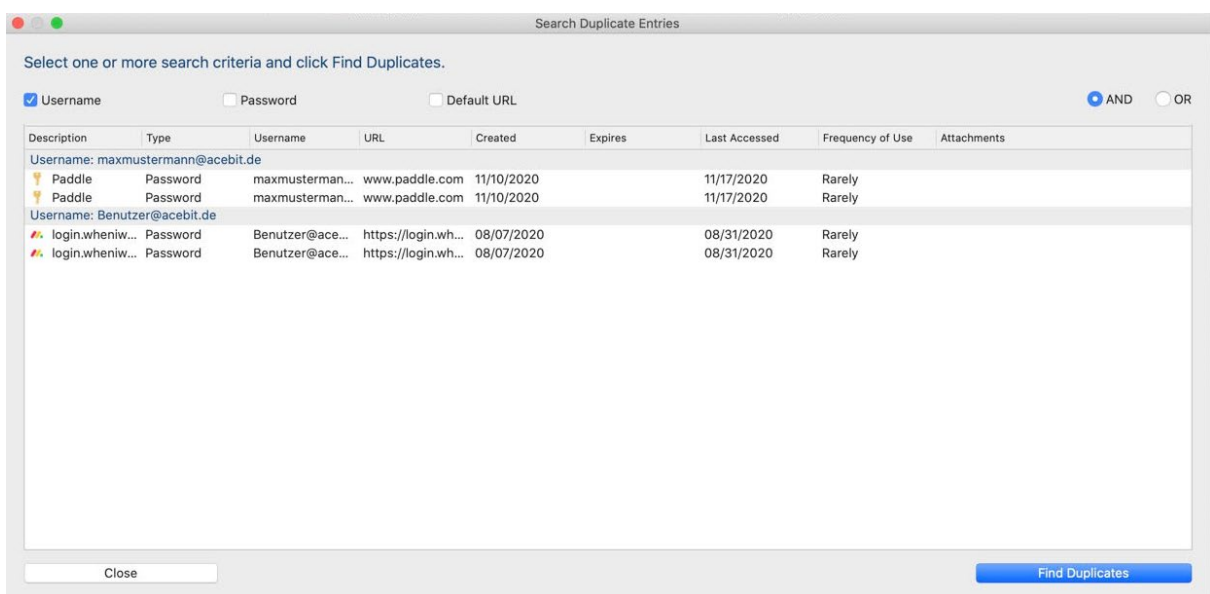 Search Duplicate Entries
Select one or more search criteria and click Find Duplicates.
Username Password Default URL AND OR
Description Type Username URL Created Expires Last Accessed Frequency of Use Attachments
Username: maxmustermann@acebit.de
Paddle Password maxmusterman... www.paddle.com 11/10/2020 11/17/2020 Rarely
Paddle Password maxmusterman... www.paddle.com 11/10/2020 11/17/2020 Rarely
Username: Benutzer@acebit.de
login.wheniw... Password Benutzer@ace... https://login.wh... 08/07/2020 08/31/2020 Rarely
login.wheniw... Password Benutzer@ace... https://login.wh... 08/07/2020 08/31/2020 Rarely
Close Find Duplicates